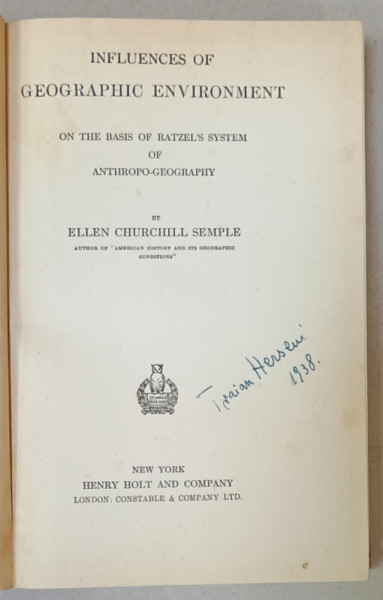 INFLUENCES OF
GEOGRAPHIC ENVIRONMENT
ON THE BASIS OF RATZEL'S SYSTEM
OF
ANTHROPO-GEOGRAPHY
BY
ELLEN CHURCHILL SEMPLE
AUTHOR OF "AMERICAN HISTORY AND ITS GEOGRAPHIC
CONDITIONS"
Traian Herseni
1938.
NEW YORK
HENRY HOLT AND COMPANY
LONDON: CONSTABLE & COMPANY LTD.